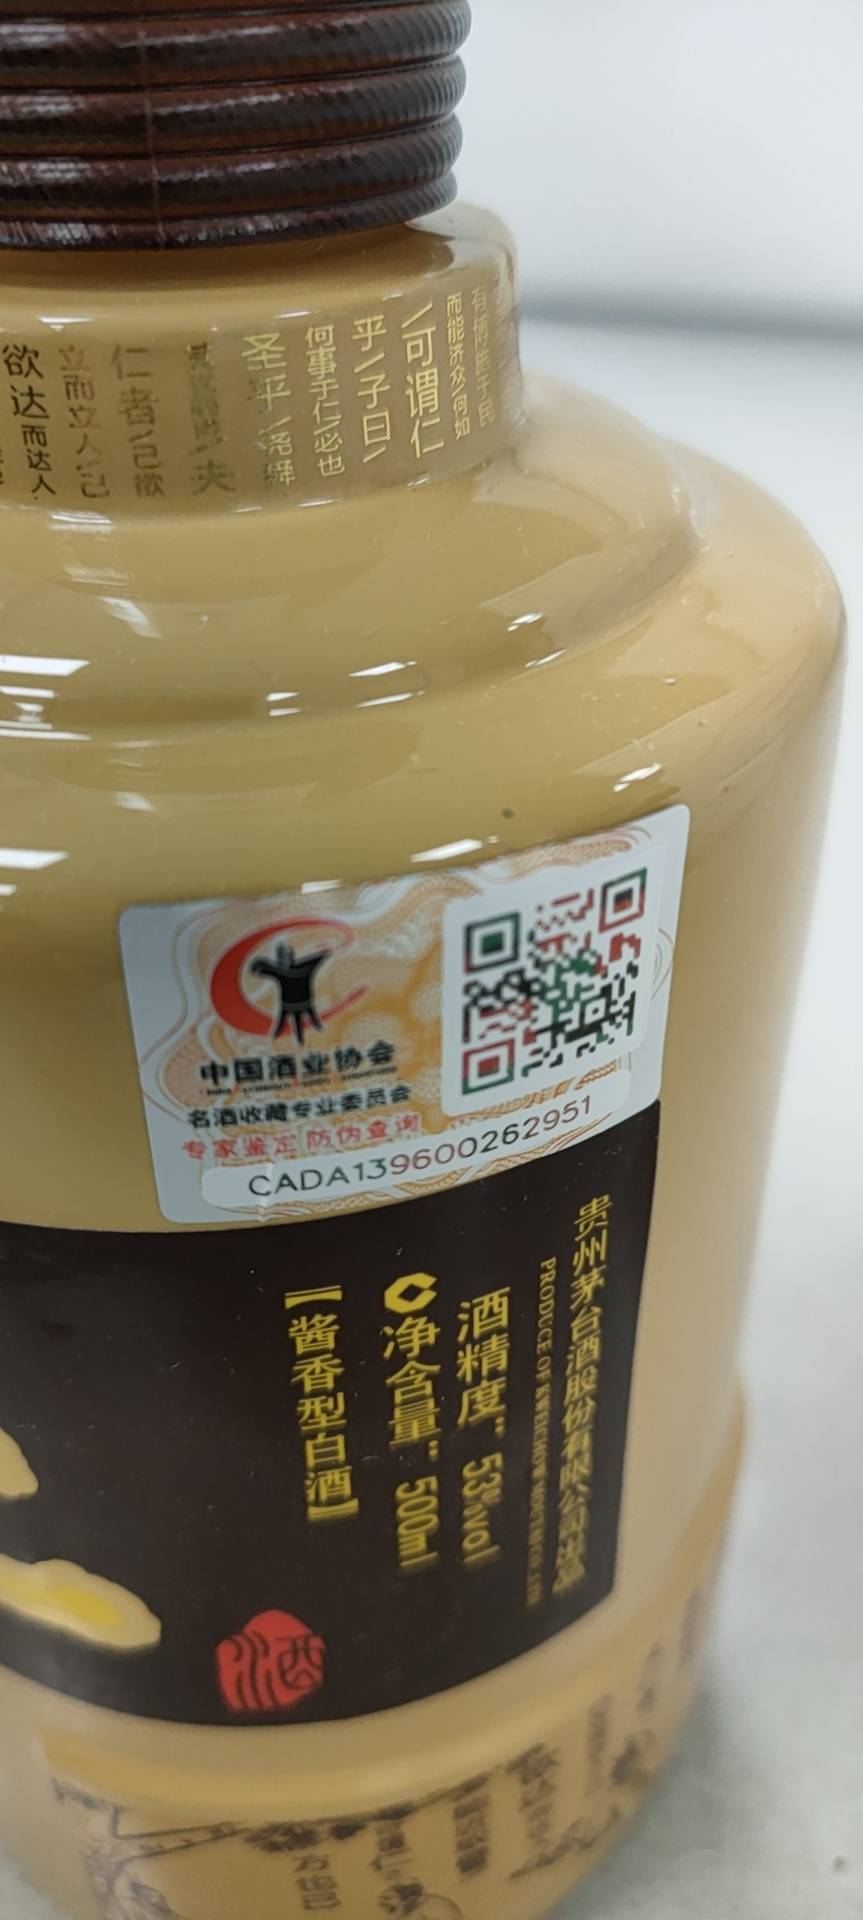 有博施于民
而能济众/何如
/可谓仁
乎/子曰/
何事于仁/必也
圣乎/尧舜
仁者/己欲
立而立人/己
欲达而达人
中国酒业协会
名酒收藏专业委员会
专家鉴定 防伪查询
CADA139600262951
贵州茅台酒股份有限公司出品
PRODUCE OF KWEICHOW MOUTAI CO.,LTD
酒精度：53%vol
净含量：500ml
【酱香型白酒】
酒